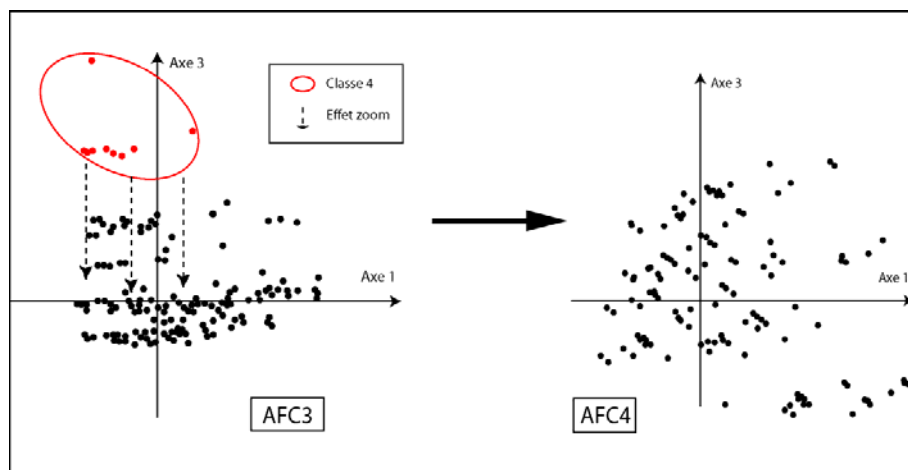 Axe 3
Classe 4
Effet zoom
Axe 1
AFC3
Axe 3
Axe 1
AFC4